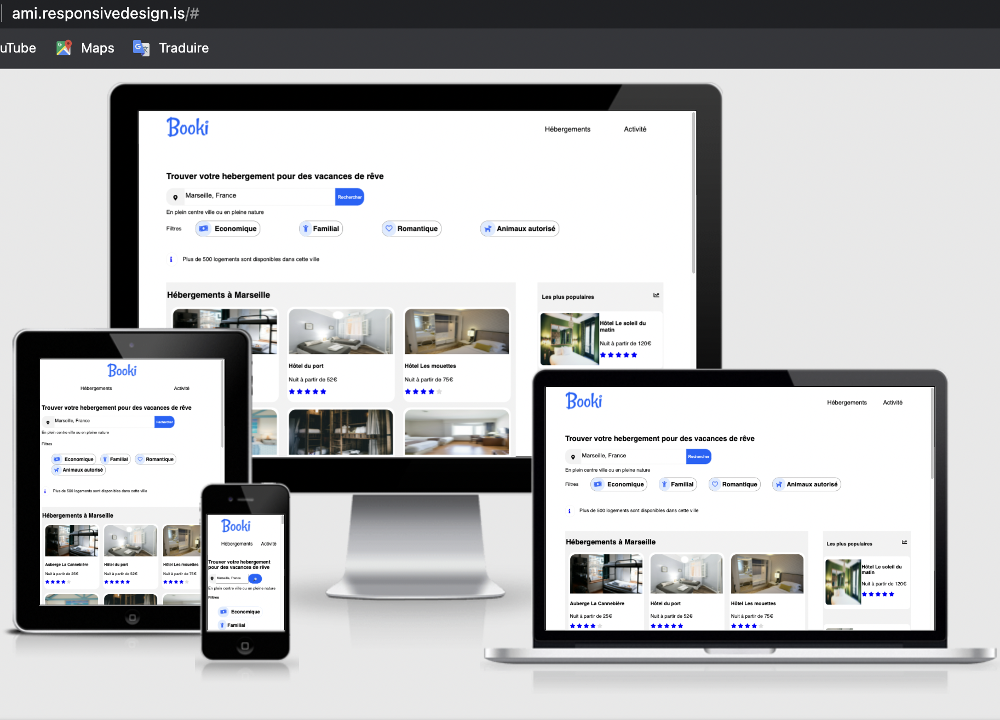 ami.responsivedesign.is/#
uTube
Maps
Traduire
Booki
Hébergements
Activité
Trouver votre hebergement pour des vacances de rêve
Marseille, France
Rechercher
En plein centre ville ou en pleine nature
Filtres
Economique
Familial
Romantique
Animaux autorisé
Plus de 500 logements sont disponibles dans cette ville
Hébergements à Marseille
Hôtel du port
Nuit à partir de 52€
Hôtel Les mouettes
Nuit à partir de 75€
Les plus populaires
Hôtel Le soleil du
matin
Nuit à partir de 120€
Booki
Hébergements
Activité
Trouver votre hebergement pour des vacances de rêve
Marseille, France
Rechercher
En plein centre ville ou en pleine nature
Filtres
Economique
Familial
Romantique
Animaux autorisé
Plus de 500 logements sont disponibles dans cette ville
Hébergements à Marseille
Auberge La Cannebière
Nuit à partir de 25€
Hôtel du port
Nuit à partir de 52€
Hôtel Les mouettes
Nuit à partir de 75€
Booki
Hébergements
Activité
Trouver votre hebergement
pour des vacances de rêve
Marseille, France
En plein centre ville ou en pleine nature
Filtres
Economique
Familial
Booki
Hébergements
Activité
Trouver votre hebergement pour des vacances de rêve
Marseille, France
Rechercher
En plein centre ville ou en pleine nature
Filtres
Economique
Familial
Romantique
Animaux autorisé
Plus de 500 logements sont disponibles dans cette ville
Hébergements à Marseille
Auberge La Cannebière
Nuit à partir de 25€
Hôtel du port
Nuit à partir de 52€
Hôtel Les mouettes
Nuit à partir de 75€
Les plus populaires
Hôtel Le soleil du
matin
Nuit à partir de 120€